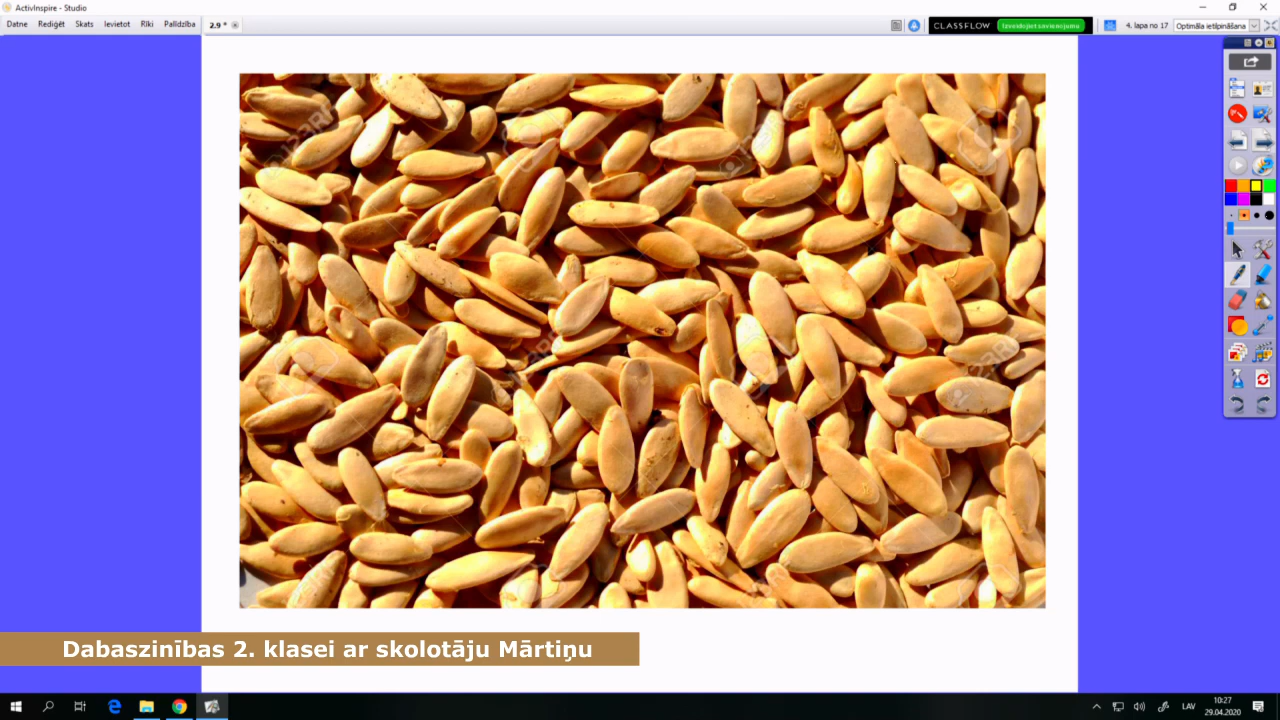 ActivInspire - Studio
Datne Rediģēt Skats Ievietot Rīki Palīdzība
2.9 *
CLASSFLOW Izveidojiet savienojumu
4. lapa no 17 Optimāla ietilpināšana
Dabaszinības 2. klasei ar skolotāju Mārtiņu
LAV
10:27
29.04.2020